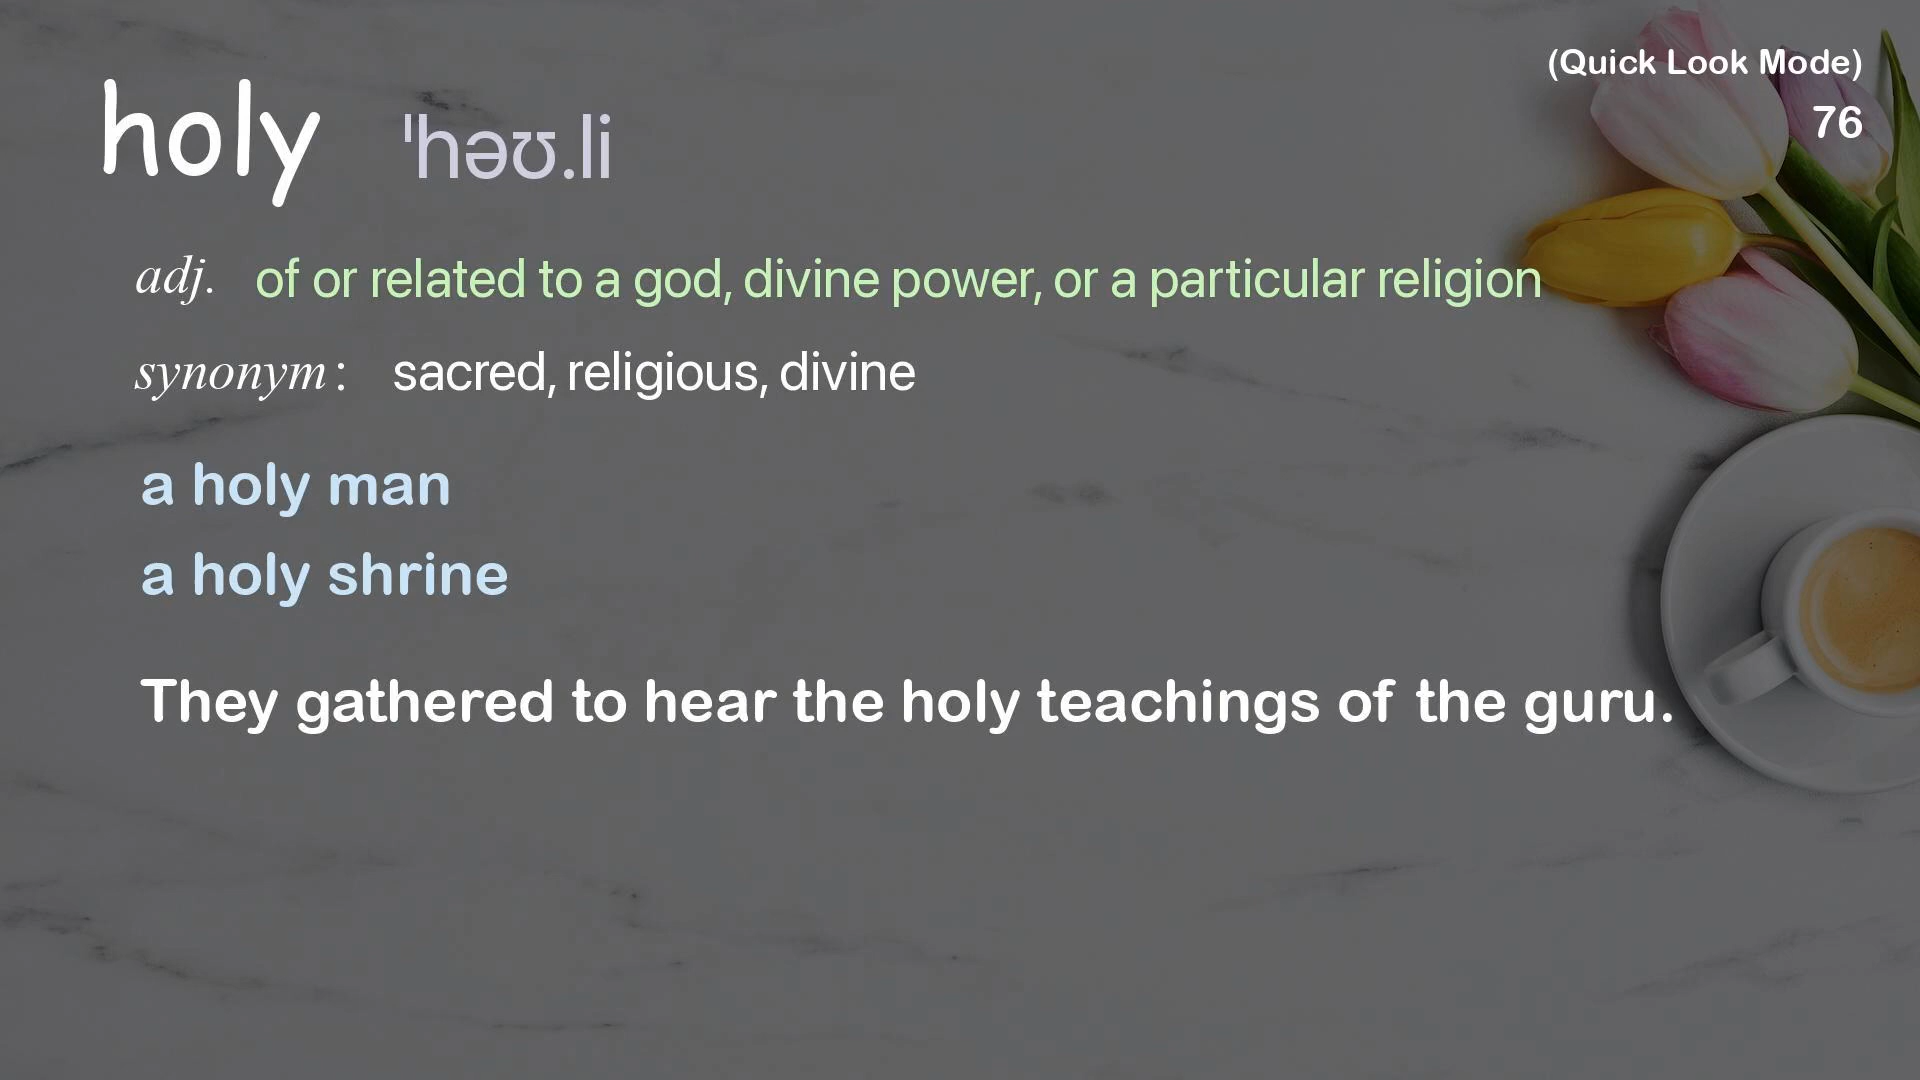 (Quick Look Mode)
76
holy ˈhəʊ.li
adj. of or related to a god, divine power, or a particular religion
synonym: sacred, religious, divine
a holy man
a holy shrine
They gathered to hear the holy teachings of the guru.